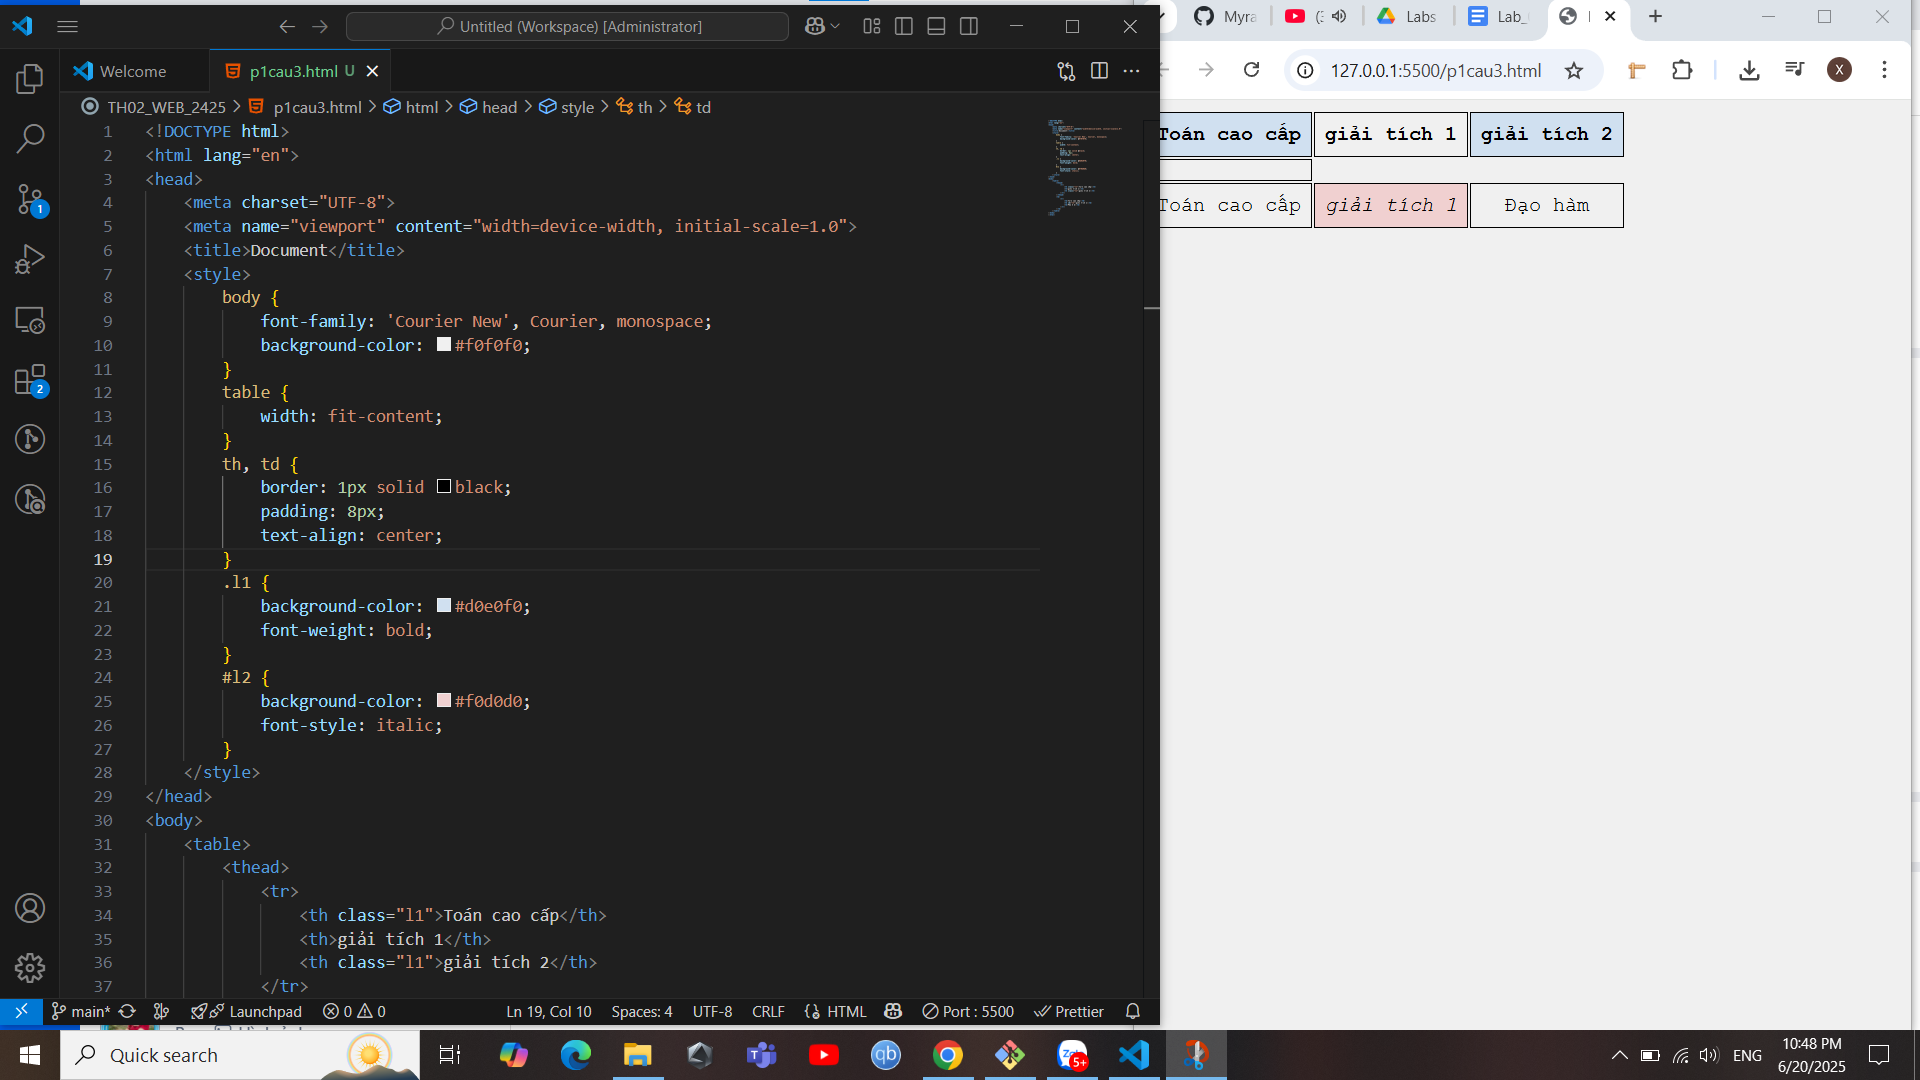 Untitled (Workspace) [Administrator]
Welcome
p1cau3.html U
TH02_WEB_2425 > p1cau3.html > html > head > style > th > td
1 <!DOCTYPE html>
2 <html lang="en">
3 <head>
4 <meta charset="UTF-8">
5 <meta name="viewport" content="width=device-width, initial-scale=1.0">
6 <title>Document</title>
7 <style>
8 body {
9 font-family: 'Courier New', Courier, monospace;
10 background-color: #f0f0f0;
11 }
12 table {
13 width: fit-content;
14 }
15 th, td {
16 border: 1px solid black;
17 padding: 8px;
18 text-align: center;
19 }
20 .l1 {
21 background-color: #d0e0f0;
22 font-weight: bold;
23 }
24 #l2 {
25 background-color: #f0d0d0;
26 font-style: italic;
27 }
28 </style>
29 </head>
30 <body>
31 <table>
32 <thead>
33 <tr>
34 <th class="l1">Toán cao cấp</th>
35 <th>giải tích 1</th>
36 <th class="l1">giải tích 2</th>
37 </tr>
1
2
main* Launchpad 0 0 Ln 19, Col 10 Spaces: 4 UTF-8 CRLF HTML Port : 5500 Prettier
Myra
Labs
Lab_
127.0.0.1:5500/p1cau3.html
X
Toán cao cấp giải tích 1 giải tích 2
Toán cao cấp giải tích 1 Đạo hàm
Quick search
qb
5+
ENG
10:48 PM
6/20/2025